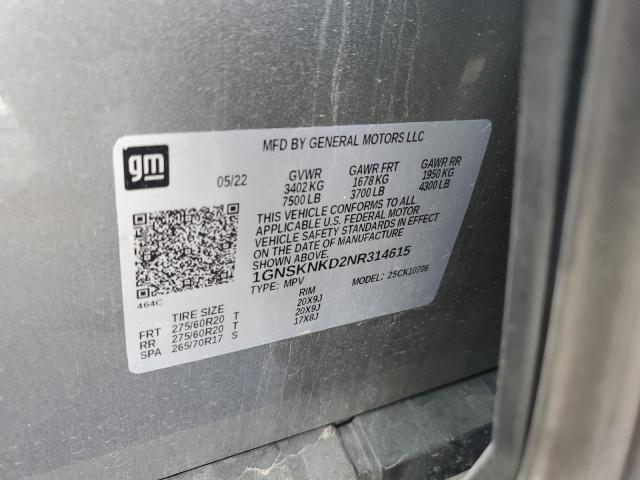 gm
MFD BY GENERAL MOTORS LLC
05/22 GVWR GAWR FRT GAWR RR
3402 KG 1678 KG 1950 KG
7500 LB 3700 LB 4300 LB
THIS VEHICLE CONFORMS TO ALL
APPLICABLE U.S. FEDERAL MOTOR
VEHICLE SAFETY STANDARDS IN EFFECT
ON THE DATE OF MANUFACTURE
SHOWN ABOVE.
1GNSKNKD2NR314615
TYPE: MPV MODEL: 25CK10706
464C
TIRE SIZE RIM
FRT 275/60R20 T 20X9J
RR 275/60R20 T 20X9J
SPA 265/70R17 S 17X8J